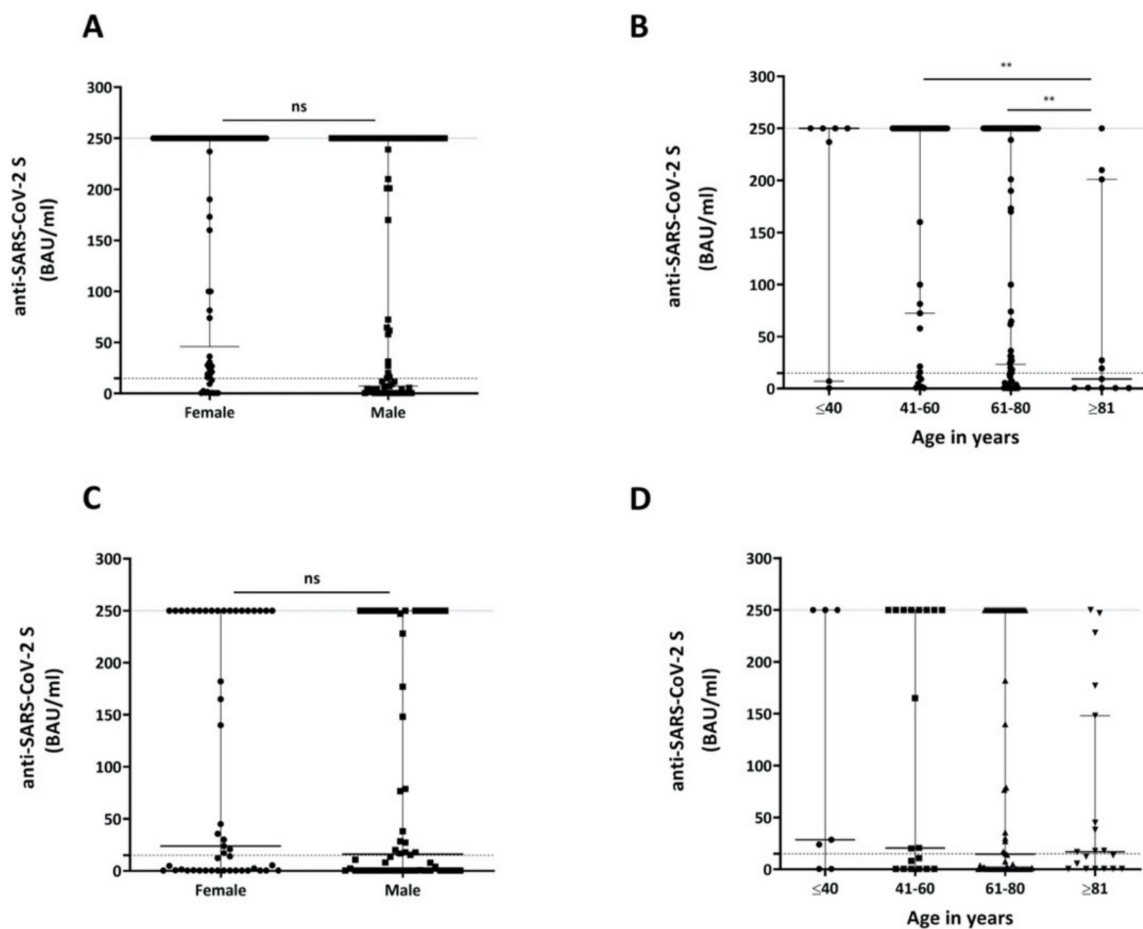 A
anti-SARS-CoV-2 S
(BAU/ml)
300
250
200
150
100
50
0
ns
Female
Male
B
anti-SARS-CoV-2 S
(BAU/ml)
300
250
200
150
100
50
0
**
**
≤40
41-60
61-80
≥81
Age in years
C
anti-SARS-CoV-2 S
(BAU/ml)
300
250
200
150
100
50
0
ns
Female
Male
D
anti-SARS-CoV-2 S
(BAU/ml)
300
250
200
150
100
50
0
≤40
41-60
61-80
≥81
Age in years